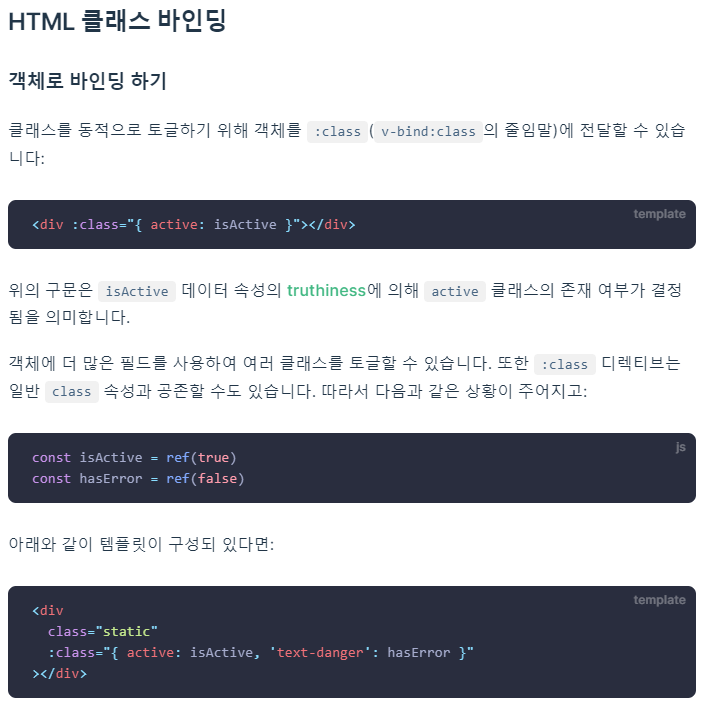 HTML 클래스 바인딩
객체로 바인딩 하기
클래스를 동적으로 토글하기 위해 객체를 :class(v-bind:class의 줄임말)에 전달할 수 있습
니다:
template
<div :class="{ active: isActive }"></div>
위의 구문은 isActive 데이터 속성의 truthiness에 의해 active 클래스의 존재 여부가 결정
됨을 의미합니다.
객체에 더 많은 필드를 사용하여 여러 클래스를 토글할 수 있습니다. 또한 :class 디렉티브는
일반 class 속성과 공존할 수도 있습니다. 따라서 다음과 같은 상황이 주어지고:
js
const isActive = ref(true)
const hasError = ref(false)
아래와 같이 템플릿이 구성되 있다면:
template
<div
  class="static"
  :class="{ active: isActive, 'text-danger': hasError }"
></div>